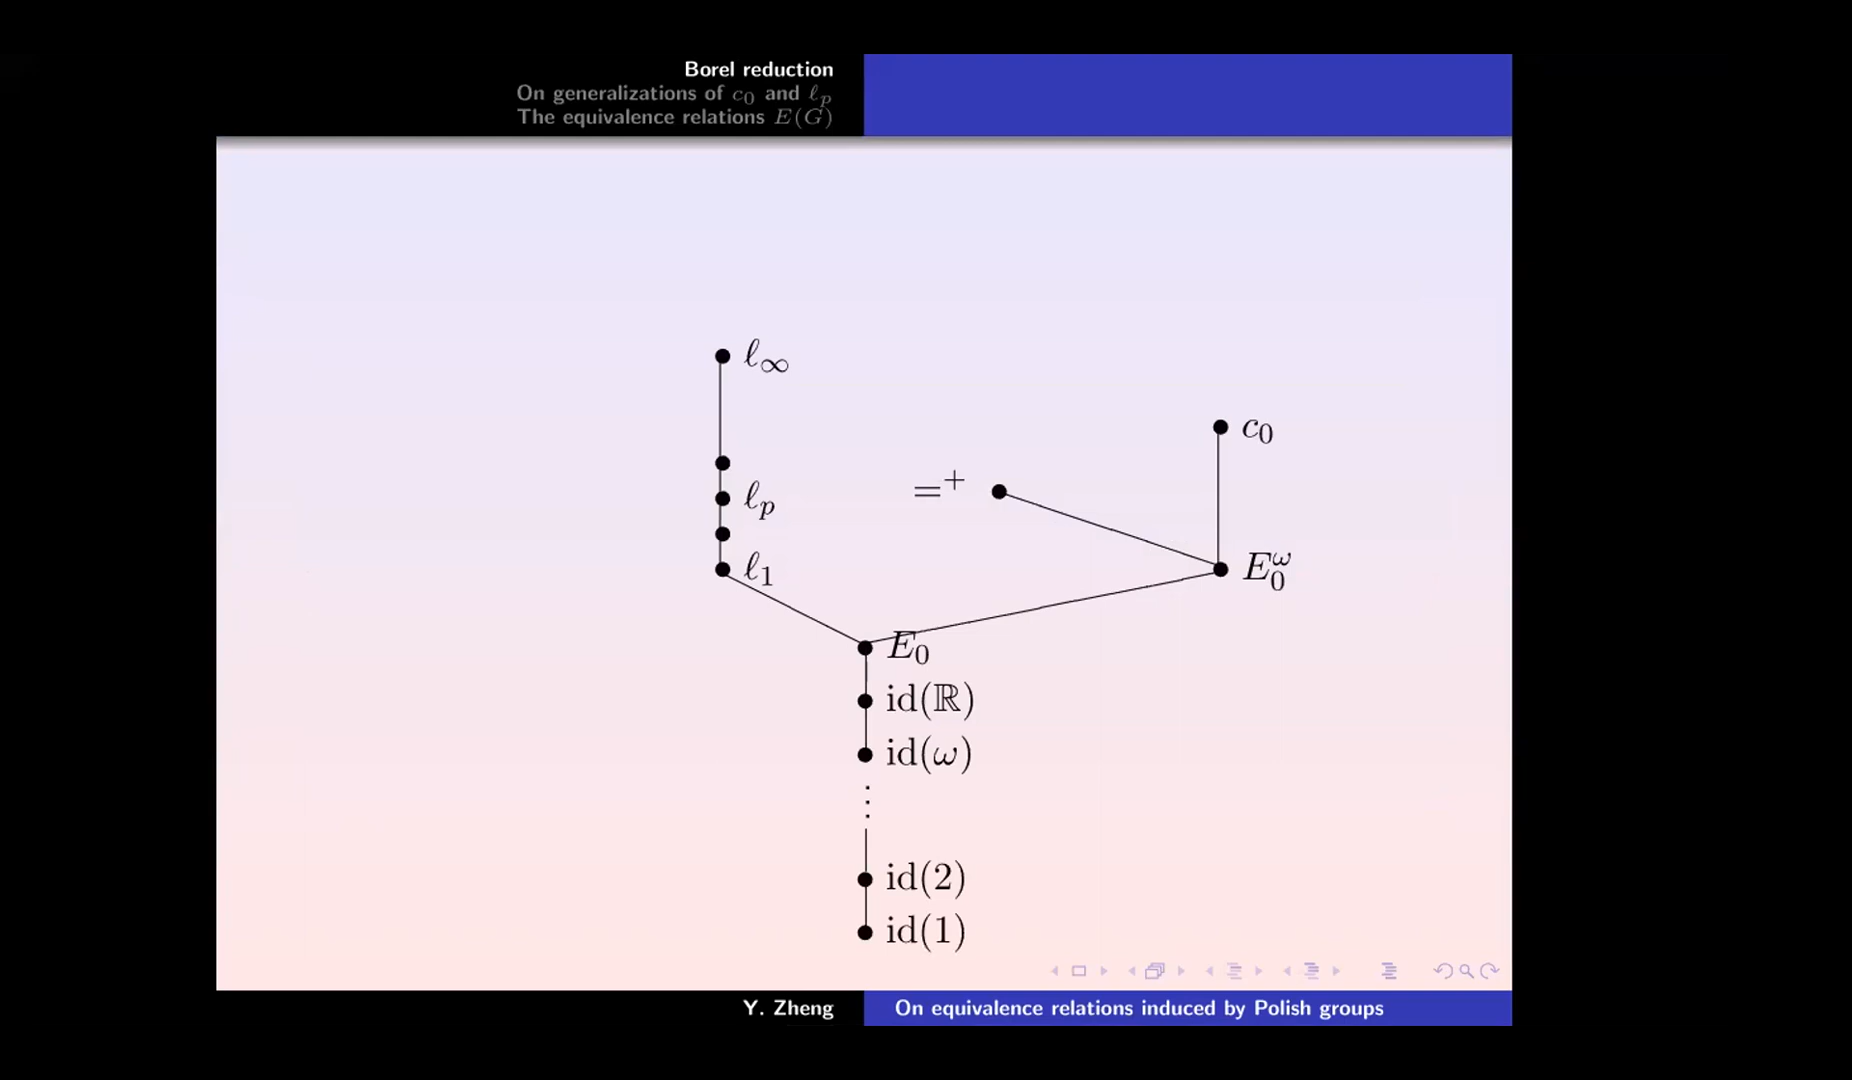 Borel reduction
On generalizations of c₀ and ℓₚ
The equivalence relations E(G)
ℓ∞
c₀
=⁺
ℓₚ
ℓ₁
E₀^ω
E₀
id(ℝ)
id(ω)
⋮
id(2)
id(1)
Y. Zheng
On equivalence relations induced by Polish groups